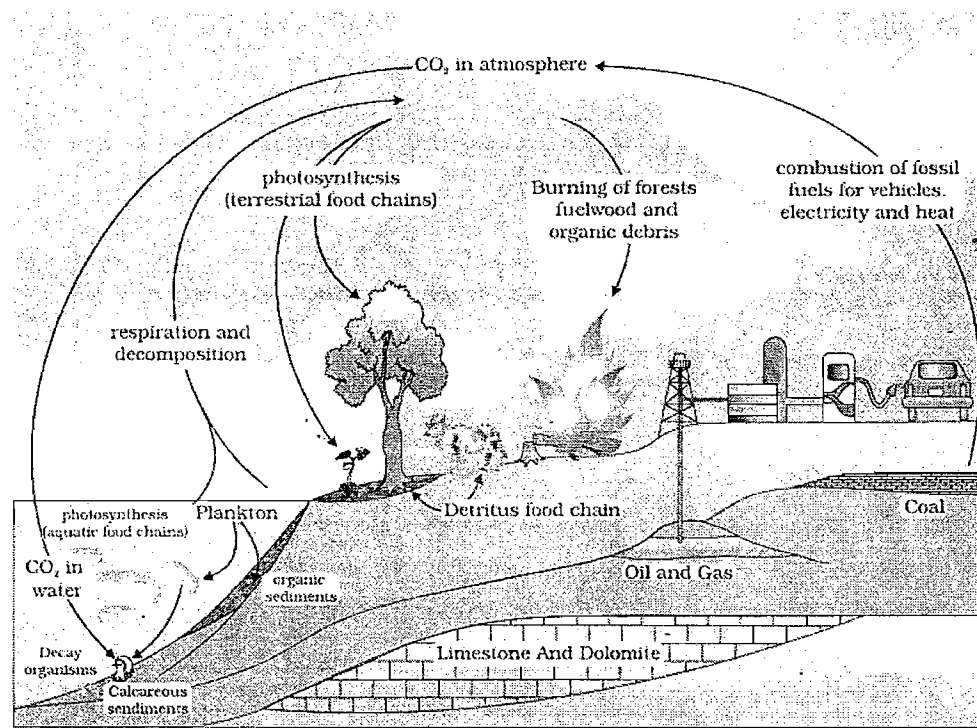 CO₂ in atmosphere
photosynthesis
(terrestrial food chains)
Burning of forests
fuelwood and
organic debris
combustion of fossil
fuels for vehicles.
electricity and heat
respiration and
decomposition
photosynthesis
(aquatic food chains)
Plankton
Detritus food chain
Coal
CO₂ in
water
organic
sediments
Oil and Gas
Decay
organisms
Limestone And Dolomite
Calcareous
sendiments